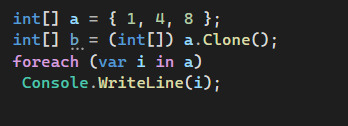 int[] a = { 1, 4, 8 };
int[] b = (int[]) a.Clone();
foreach (var i in a)
 Console.WriteLine(i);